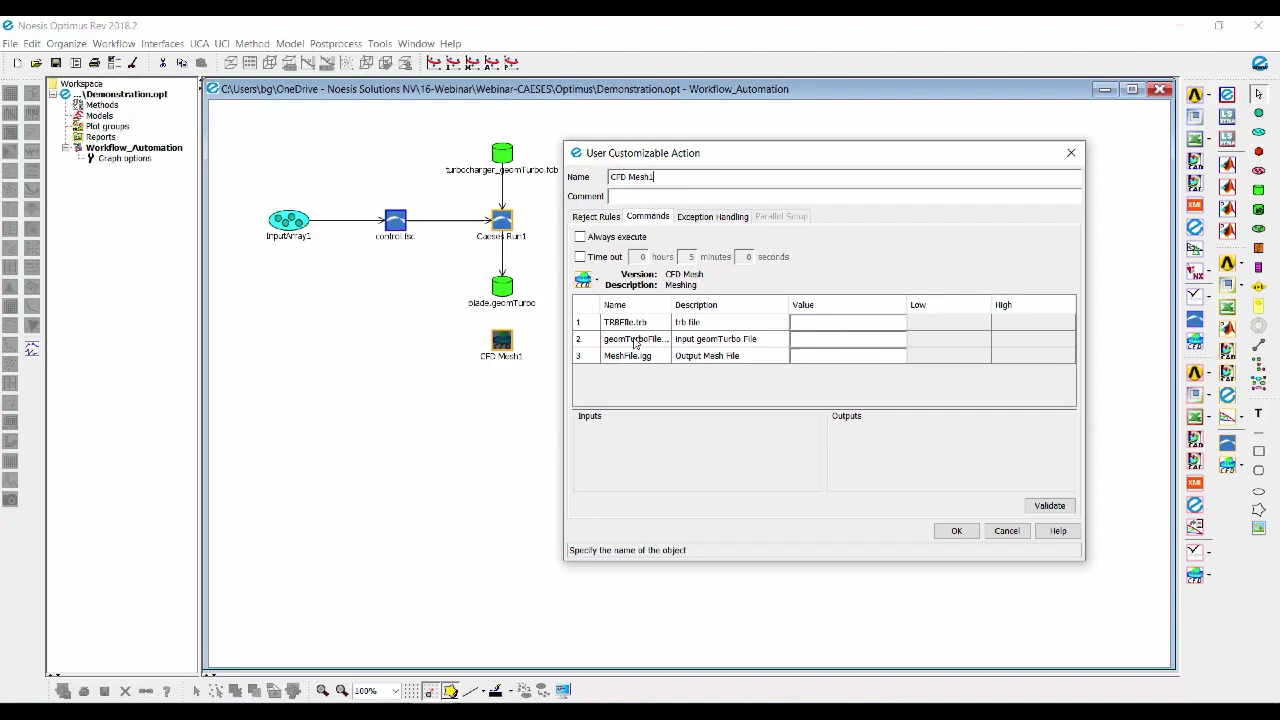 Noesis Optimus Rev 2018.2
File Edit Organize Workflow Interfaces UCA UCI Method Model Postprocess Tools Window Help
Workspace
...\Demonstration.opt
Methods
Models
Plot groups
Reports
Workflow_Automation
Graph options
C:\Users\bg\OneDrive - Noesis Solutions NV\16-Webinar\Webinar-CAESES\Optimus\Demonstration.opt - Workflow_Automation
turbocharger_geomTurbo.fdb
InputArray1
control.fsc
Caeses Run1
blade.geomTurbo
CFD Mesh1
User Customizable Action
Name CFD Mesh1
Comment
Reject Rules Commands Exception Handling Parallel Setup
Always execute
Time out 0 hours 5 minutes 0 seconds
CFD
Version: CFD Mesh
Description: Meshing
Name Description Value Low High
1 TRBFile.trb trb file
2 geomTurboFile... input geomTurbo File
3 MeshFile.igg Output Mesh File
Inputs Outputs
Validate
OK Cancel Help
Specify the name of the object
100%